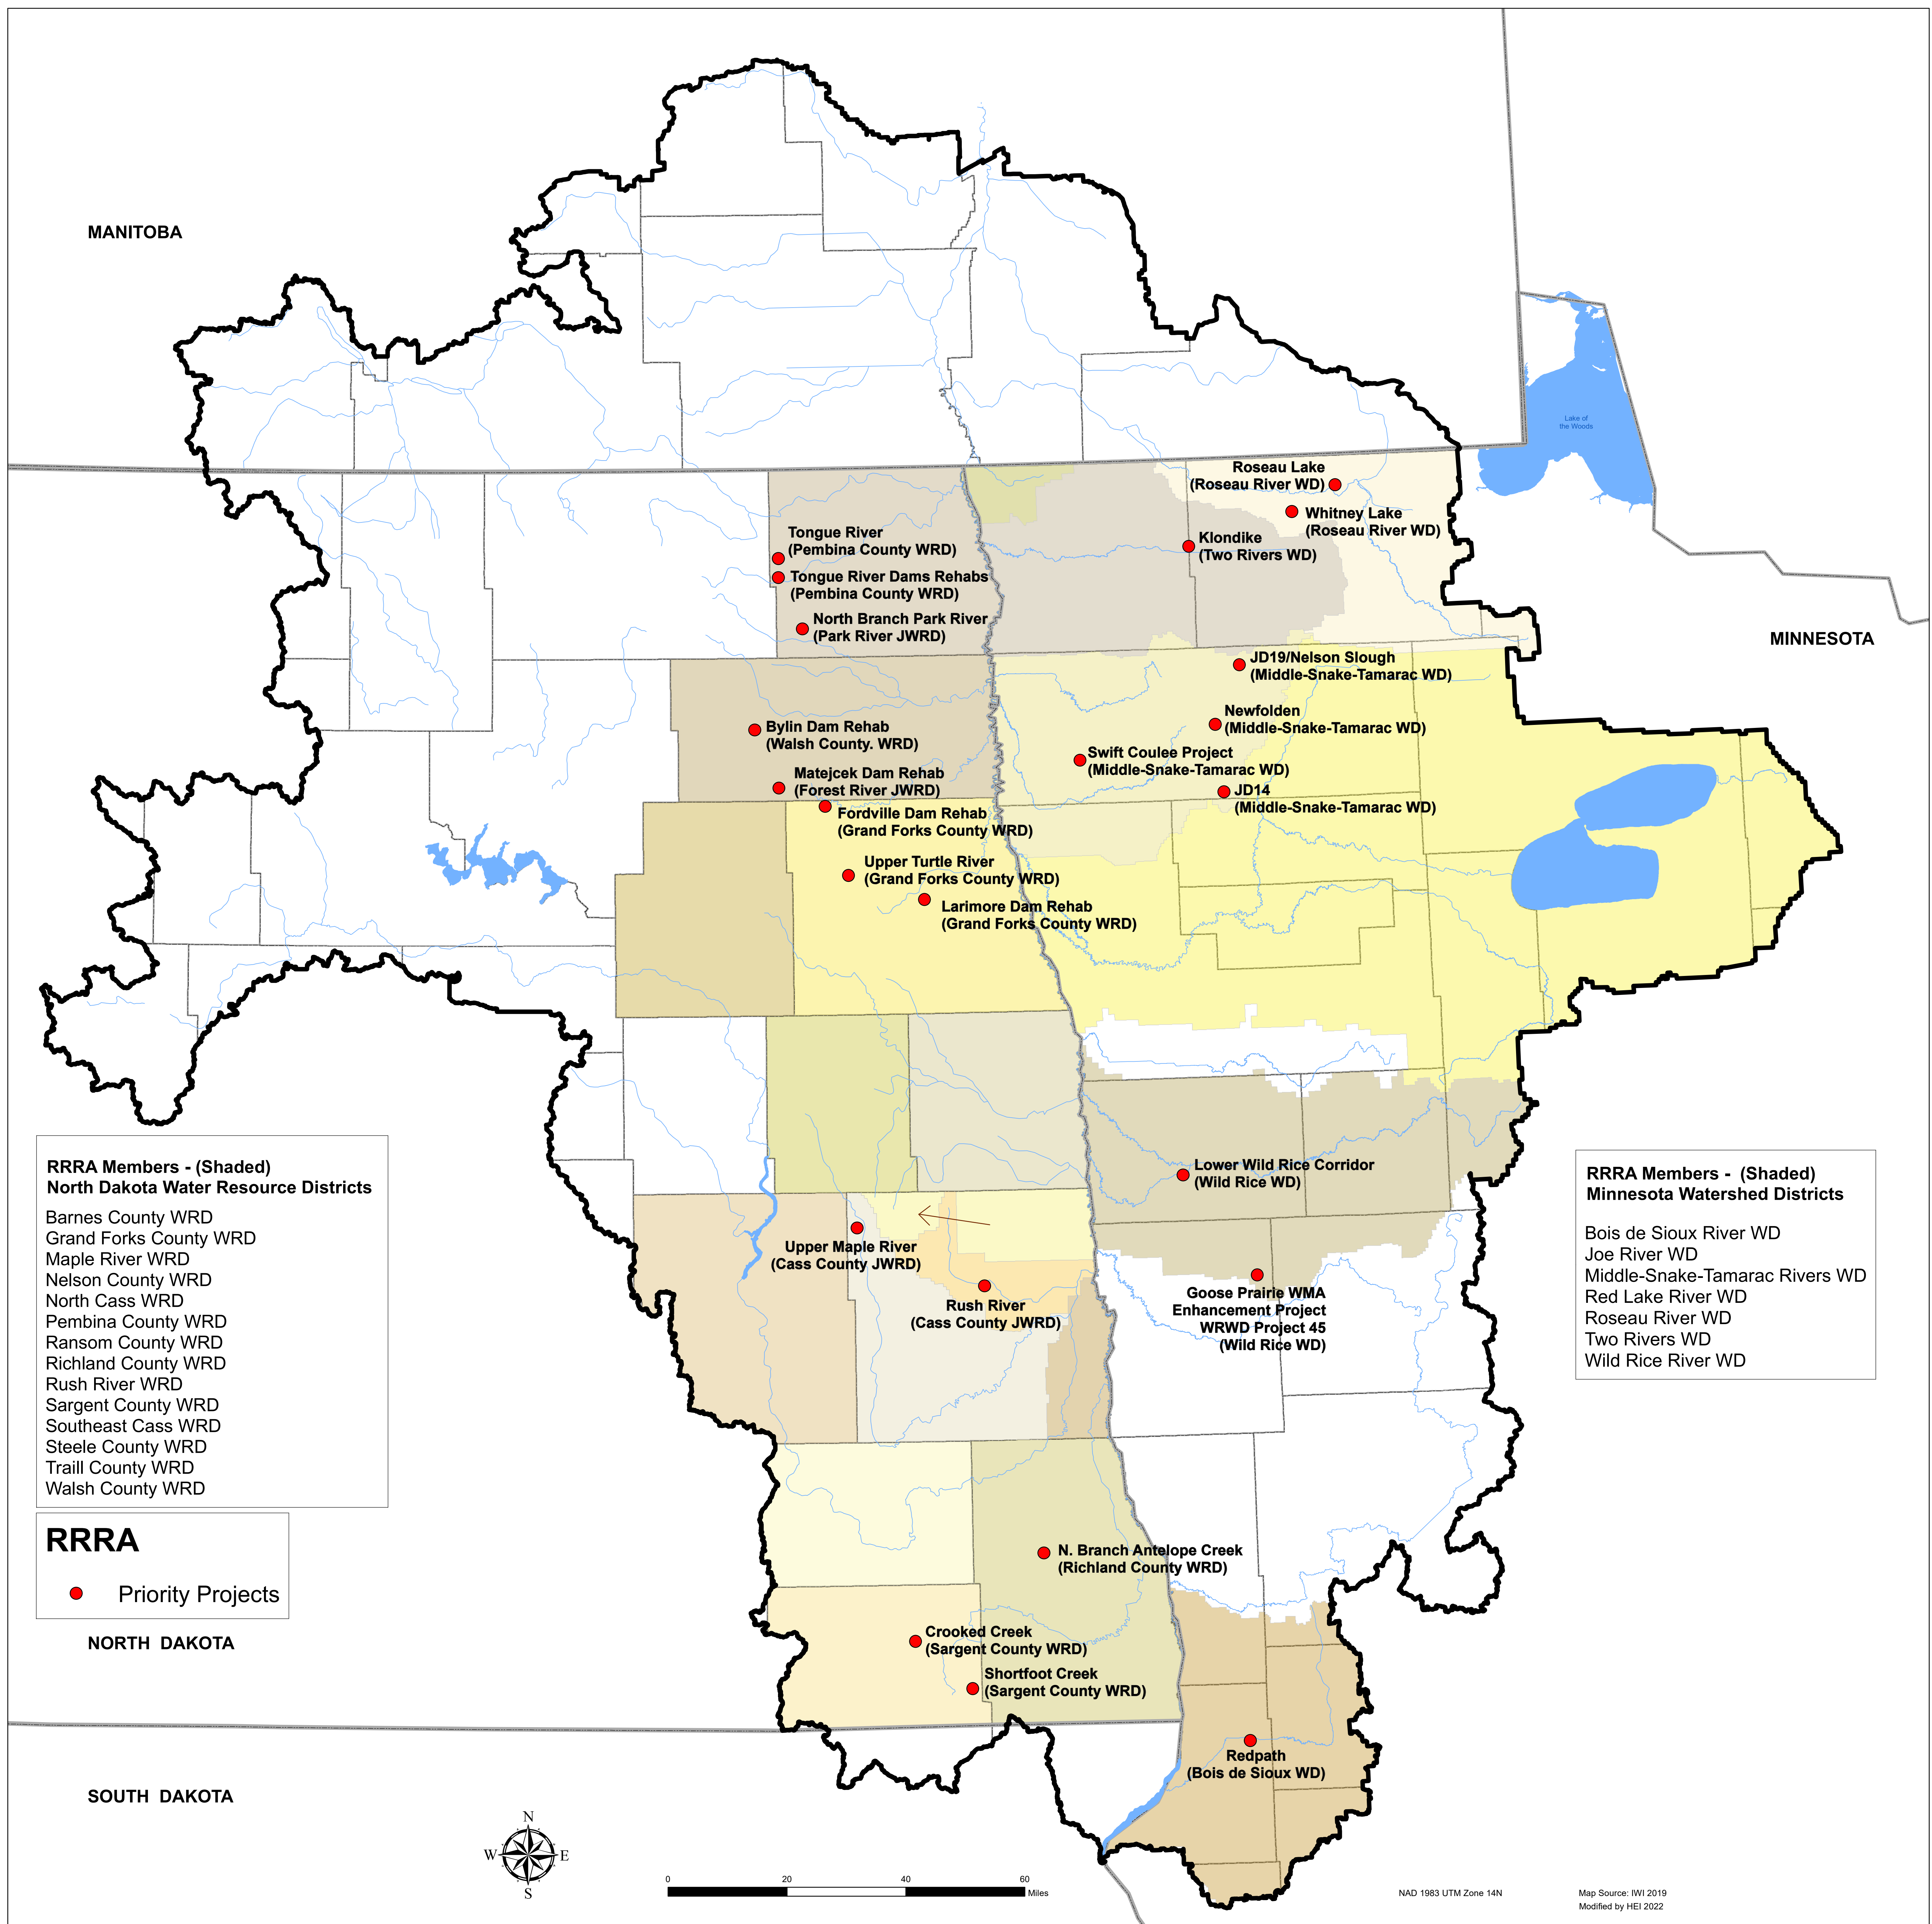 MANITOBA
Lake of
the Woods
Roseau Lake
(Roseau River WD)
Whitney Lake
(Roseau River WD)
Klondike
(Two Rivers WD)
Tongue River
(Pembina County WRD)
Tongue River Dams Rehabs
(Pembina County WRD)
North Branch Park River
(Park River JWRD)
MINNESOTA
JD19/Nelson Slough
(Middle-Snake-Tamarac WD)
Newfolden
(Middle-Snake-Tamarac WD)
Bylin Dam Rehab
(Walsh County. WRD)
Swift Coulee Project
(Middle-Snake-Tamarac WD)
Matejcek Dam Rehab
(Forest River JWRD)
JD14
(Middle-Snake-Tamarac WD)
Fordville Dam Rehab
(Grand Forks County WRD)
Upper Turtle River
(Grand Forks County WRD)
Larimore Dam Rehab
(Grand Forks County WRD)
Lower Wild Rice Corridor
(Wild Rice WD)
Upper Maple River
(Cass County JWRD)
Rush River
(Cass County JWRD)
Goose Prairie WMA
Enhancement Project
WRWD Project 45
(Wild Rice WD)
N. Branch Antelope Creek
(Richland County WRD)
Crooked Creek
(Sargent County WRD)
Shortfoot Creek
(Sargent County WRD)
Redpath
(Bois de Sioux WD)
RRRA Members - (Shaded)
North Dakota Water Resource Districts
Barnes County WRD
Grand Forks County WRD
Maple River WRD
Nelson County WRD
North Cass WRD
Pembina County WRD
Ransom County WRD
Richland County WRD
Rush River WRD
Sargent County WRD
Southeast Cass WRD
Steele County WRD
Traill County WRD
Walsh County WRD
RRRA Members - (Shaded)
Minnesota Watershed Districts
Bois de Sioux River WD
Joe River WD
Middle-Snake-Tamarac Rivers WD
Red Lake River WD
Roseau River WD
Two Rivers WD
Wild Rice River WD
RRRA
Priority Projects
NORTH DAKOTA
SOUTH DAKOTA
N
W E
S
0 20 40 60
Miles
NAD 1983 UTM Zone 14N
Map Source: IWI 2019
Modified by HEI 2022